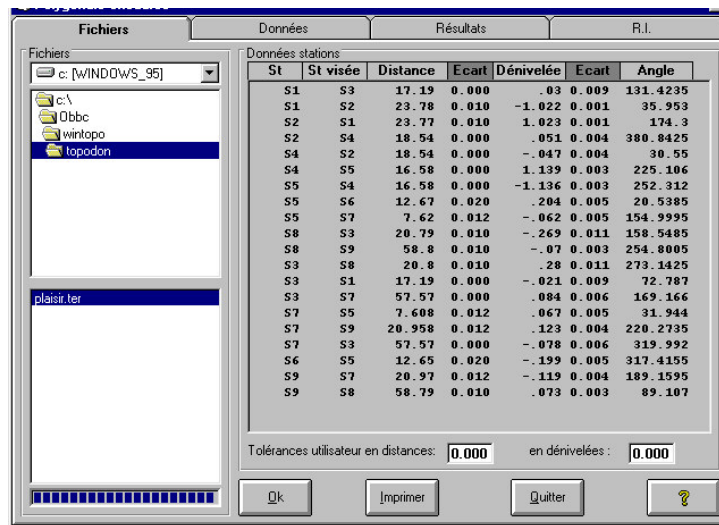 Fichiers Données Résultats R.I.
Fichiers
c: [WINDOWS_95]
c:\
Obbc
wintopo
topodon
plaisir.ter
Données stations
St St visée Distance Ecart Dénivelée Ecart Angle
S1 S3 17.19 0.000 .03 0.009 131.4235
S1 S2 23.78 0.010 -1.022 0.001 35.953
S2 S1 23.77 0.010 1.023 0.001 174.3
S2 S4 18.54 0.000 .051 0.004 380.8425
S4 S2 18.54 0.000 -.047 0.004 30.55
S4 S5 16.58 0.000 1.139 0.003 225.106
S5 S4 16.58 0.000 -1.136 0.003 252.312
S5 S6 12.67 0.020 .204 0.005 20.5385
S5 S7 7.62 0.012 -.062 0.005 154.9995
S8 S3 20.79 0.010 -.269 0.011 158.5485
S8 S9 58.8 0.010 -.07 0.003 254.8005
S3 S8 20.8 0.010 .28 0.011 273.1425
S3 S1 17.19 0.000 -.021 0.009 72.787
S3 S7 57.57 0.000 .084 0.006 169.166
S7 S5 7.608 0.012 .067 0.005 31.944
S7 S9 20.958 0.012 .123 0.004 220.2735
S7 S3 57.57 0.000 -.078 0.006 319.992
S6 S5 12.65 0.020 -.199 0.005 317.4155
S9 S7 20.97 0.012 -.119 0.004 189.1595
S9 S8 58.79 0.010 .073 0.003 89.107
Tolérances utilisateur en distances: 0.000 en dénivelées : 0.000
Ok Imprimer Quitter ?